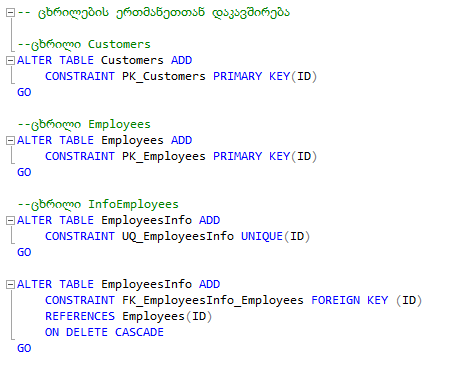 -- ცხრილების ერთმანეთთან დაკავშირება
--ცხრილი Customers
ALTER TABLE Customers ADD
CONSTRAINT PK_Customers PRIMARY KEY(ID)
GO
--ცხრილი Employees
ALTER TABLE Employees ADD
CONSTRAINT PK_Employees PRIMARY KEY(ID)
GO
--ცხრილი InfoEmployees
ALTER TABLE EmployeesInfo ADD
CONSTRAINT UQ_EmployeesInfo UNIQUE(ID)
GO
ALTER TABLE EmployeesInfo ADD
CONSTRAINT FK_EmployeesInfo_Employees FOREIGN KEY (ID)
REFERENCES Employees(ID)
ON DELETE CASCADE
GO